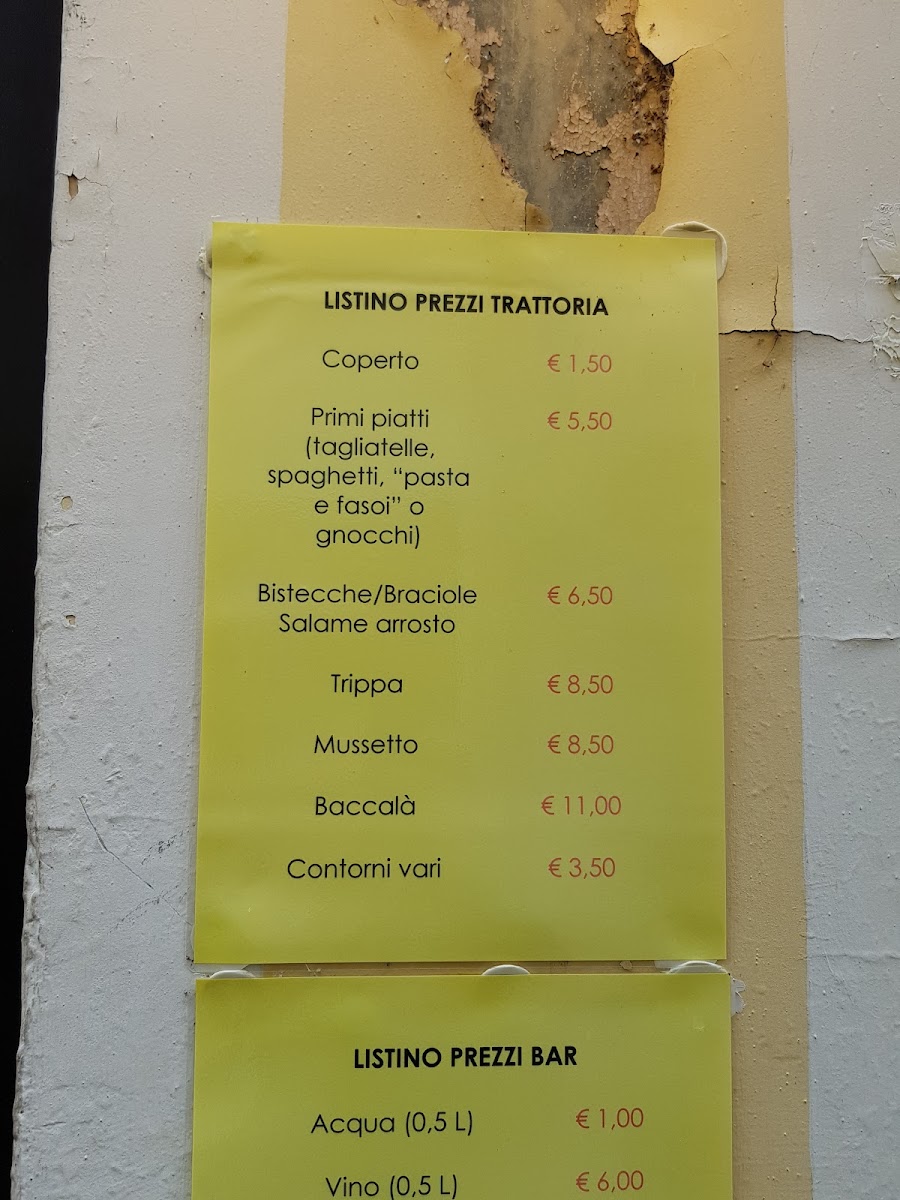 LISTINO PREZZI TRATTORIA
Coperto € 1,50
Primi piatti € 5,50
(tagliatelle,
spaghetti, “pasta
e fasoi” o
gnocchi)
Bistecche/Braciole € 6,50
Salame arrosto
Trippa € 8,50
Mussetto € 8,50
Baccalà € 11,00
Contorni vari € 3,50
LISTINO PREZZI BAR
Acqua (0,5 L) € 1,00
Vino (0,5 L) € 6,00